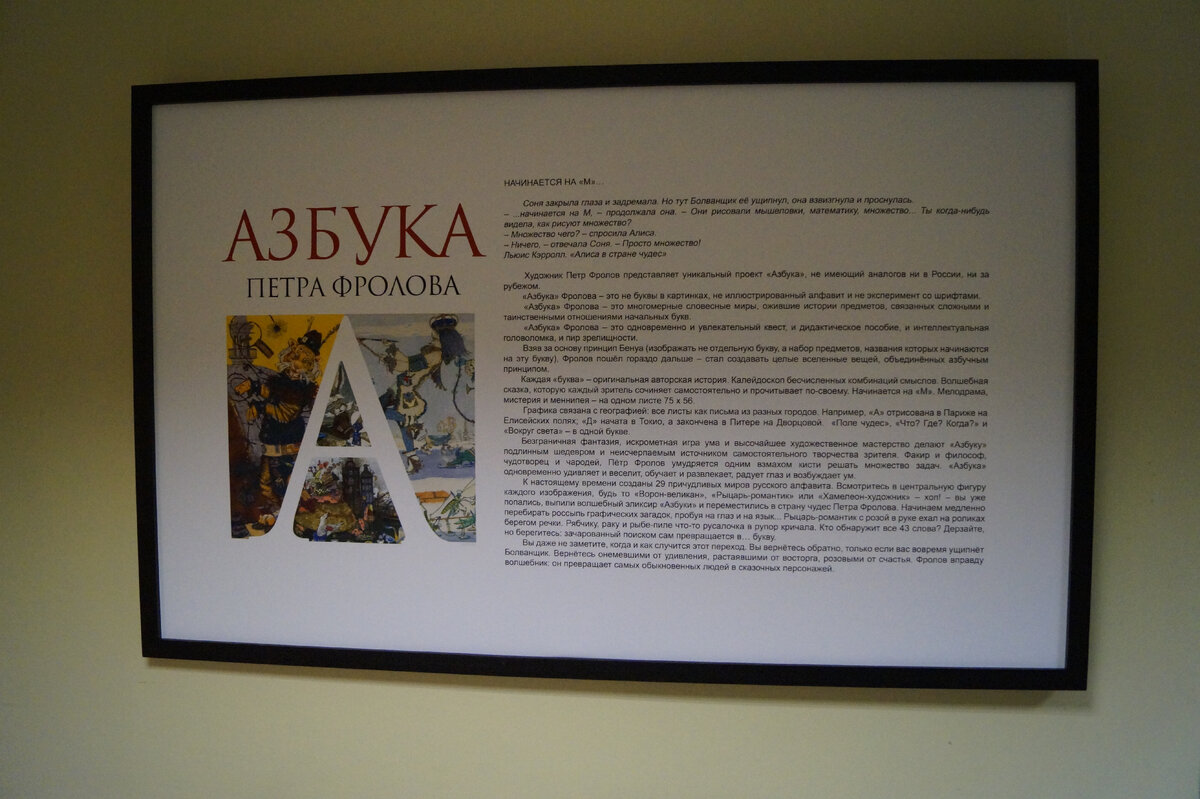 АЗБУКА
ПЕТРА ФРОЛОВА
А
НАЧИНАЕТСЯ НА «М»…
Соня закрыла глаза и задремала. Но тут Болванщик её ущипнул, она взвизгнула и проснулась.
– ...начинается на М, – продолжала она. – Они рисовали мышеловки, математику, множество... Ты когда-нибудь
видела, как рисуют множество?
– Множество чего? – спросила Алиса.
– Ничего, – отвечала Соня. – Просто множество!
Льюис Кэрролл. «Алиса в стране чудес»
Художник Петр Фролов представляет уникальный проект «Азбука», не имеющий аналогов ни в России, ни за
рубежом.
«Азбука» Фролова – это не буквы в картинках, не иллюстрированный алфавит и не эксперимент со шрифтами.
«Азбука» Фролова – это многомерные словесные миры, ожившие истории предметов, связанных сложными и
таинственными отношениями начальных букв.
«Азбука» Фролова – это одновременно и увлекательный квест, и дидактическое пособие, и интеллектуальная
головоломка, и пир зрелищности.
Взяв за основу принцип Бенуа (изображать не отдельную букву, а набор предметов, названия которых начинаются
на эту букву), Фролов пошёл гораздо дальше – стал создавать целые вселенные вещей, объединённых азбучным
принципом.
Каждая «буква» – оригинальная авторская история. Калейдоскоп бесчисленных комбинаций смыслов. Волшебная
сказка, которую каждый зритель сочиняет самостоятельно и прочитывает по-своему. Начинается на «М». Мелодрама,
мистерия и мениппея – на одном листе 75 х 56.
Графика связана с географией: все листы как письма из разных городов. Например, «А» отрисована в Париже на
Елисейских полях; «Д» начата в Токио, а закончена в Питере на Дворцовой. «Поле чудес», «Что? Где? Когда?» и
«Вокруг света» – в одной букве.
Безграничная фантазия, искрометная игра ума и высочайшее художественное мастерство делают «Азбуку»
подлинным шедевром и неисчерпаемым источником самостоятельного творчества зрителя. Факир и философ,
чудотворец и чародей, Пётр Фролов умудряется одним взмахом кисти решать множество задач. «Азбука»
одновременно удивляет и веселит, обучает и развлекает, радует глаз и возбуждает ум.
К настоящему времени созданы 29 причудливых миров русского алфавита. Всмотритесь в центральную фигуру
каждого изображения, будь то «Ворон-великан», «Рыцарь-романтик» или «Хамелеон-художник» – хоп! – вы уже
попались, выпили волшебный эликсир «Азбуки» и переместились в страну чудес Петра Фролова. Начинаем медленно
перебирать россыпь графических загадок, пробуя на глаз и на язык... Рыцарь-романтик с розой в руке ехал на роликах
берегом речки. Рябчику, раку и рыбе-пиле что-то русалочка в рупор кричала. Кто обнаружит все 43 слова? Дерзайте,
но берегитесь: зачарованный поиском сам превращается в… букву.
Вы даже не заметите, когда и как случится этот переход. Вы вернётесь обратно, только если вас вовремя ущипнёт
Болванщик. Вернётесь онемевшими от удивления, растаявшими от восторга, розовыми от счастья. Фролов вправду
волшебник: он превращает самых обыкновенных людей в сказочных персонажей.